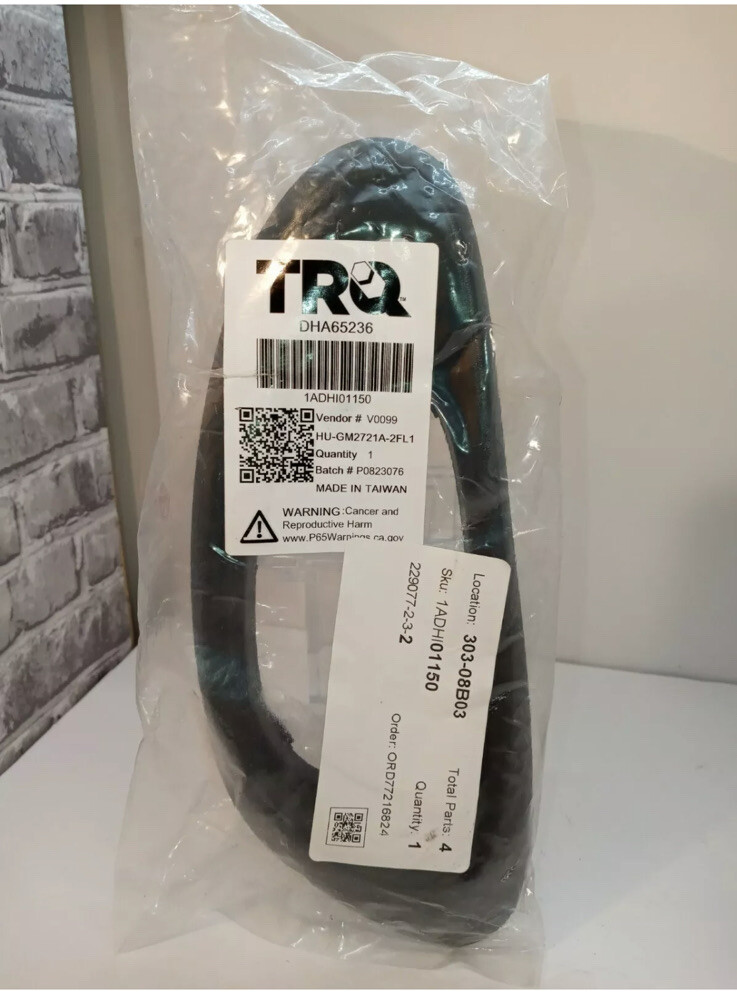 TRQ™
DHA65236
1ADHI01150
Vendor # V0099
HU-GM2721A-2FL1
Quantity 1
Batch # P0823076
MADE IN TAIWAN
WARNING:Cancer and
Reproductive Harm
www.P65Warnings.ca.gov
Location: 303-08B03
Total Parts: 4
Sku: 1ADHI01150
Quantity: 1
229077-2-3-2
Order: ORD77216824